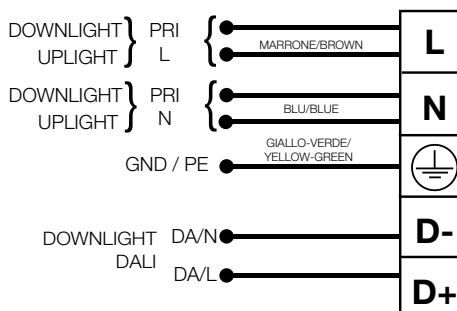 DOWNLIGHT } PRI {
UPLIGHT } L {
MARRONE/BROWN
L
DOWNLIGHT } PRI {
UPLIGHT } N {
BLU/BLUE
N
GIALLO-VERDE/
YELLOW-GREEN
GND / PE
DOWNLIGHT DA/N
D-
DALI
DA/L
D+